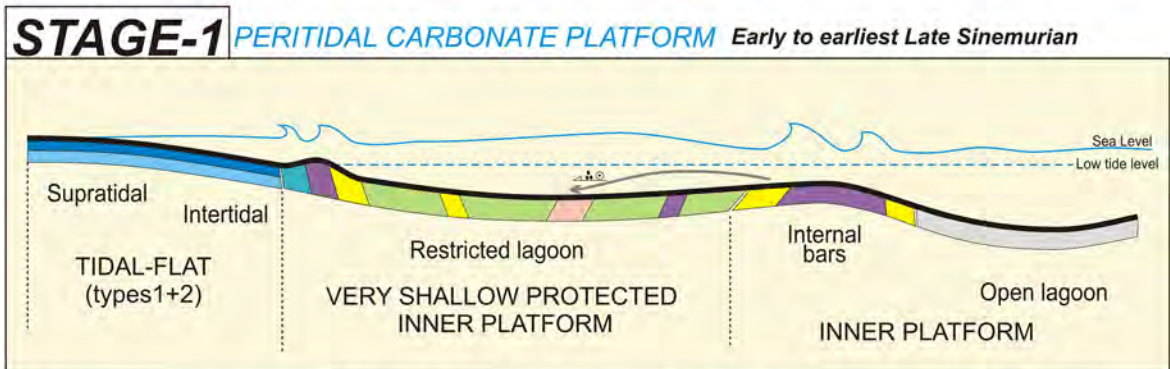 STAGE-1 PERITIDAL CARBONATE PLATFORM Early to earliest Late Sinemurian
Sea Level
Low tide level
Supratidal
Intertidal
Restricted lagoon
Internal
bars
Open lagoon
TIDAL-FLAT
(types1+2)
VERY SHALLOW PROTECTED
INNER PLATFORM
INNER PLATFORM